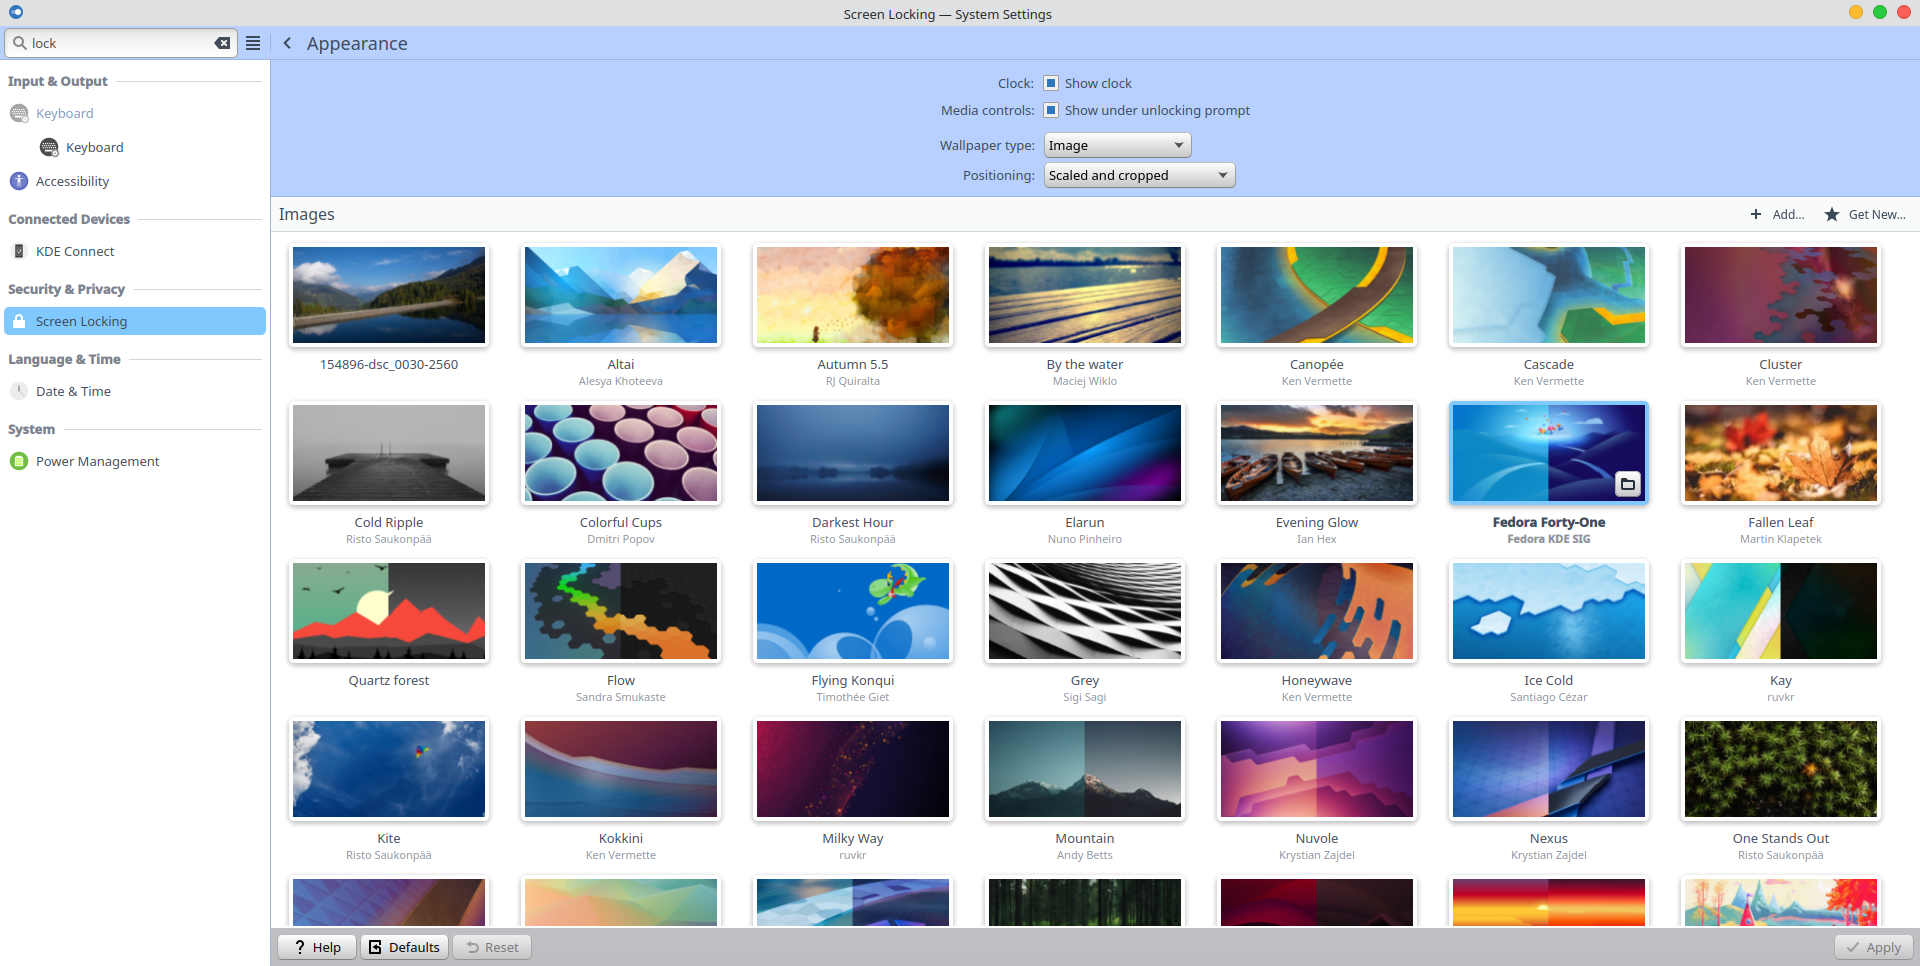 Screen Locking — System Settings
lock
Appearance
Input & Output
Keyboard
Keyboard
Accessibility
Connected Devices
KDE Connect
Security & Privacy
Screen Locking
Language & Time
Date & Time
System
Power Management
Clock: Show clock
Media controls: Show under unlocking prompt
Wallpaper type: Image
Positioning: Scaled and cropped
Images
Add...
Get New...
154896-dsc_0030-2560
Altai
Alesya Khoteeva
Autumn 5.5
RJ Quiralta
By the water
Maciej Wiklo
Canopée
Ken Vermette
Cascade
Ken Vermette
Cluster
Ken Vermette
Cold Ripple
Risto Saukonpää
Colorful Cups
Dmitri Popov
Darkest Hour
Risto Saukonpää
Elarun
Nuno Pinheiro
Evening Glow
Ian Hex
Fedora Forty-One
Fedora KDE SIG
Fallen Leaf
Martin Klapetek
Quartz forest
Flow
Sandra Smukaste
Flying Konqui
Timothée Giet
Grey
Sigi Sagi
Honeywave
Ken Vermette
Ice Cold
Santiago Cézar
Kay
ruvkr
Kite
Risto Saukonpää
Kokkini
Ken Vermette
Milky Way
ruvkr
Mountain
Andy Betts
Nuvole
Krystian Zajdel
Nexus
Krystian Zajdel
One Stands Out
Risto Saukonpää
? Help
Defaults
Reset
Apply